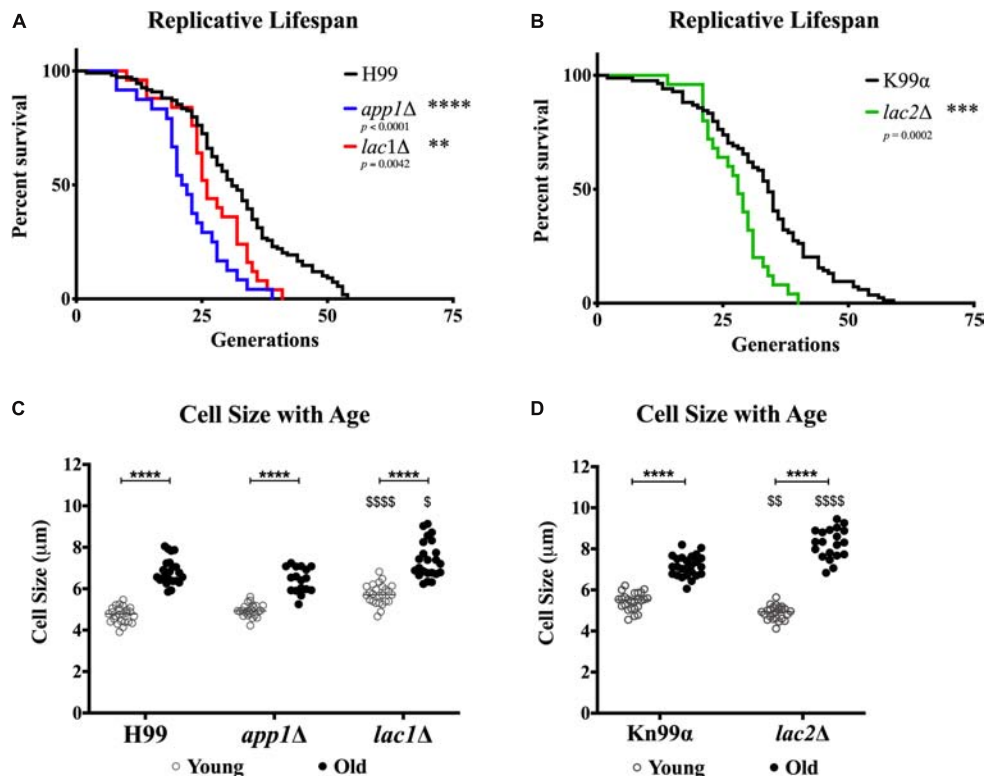 A
Replicative Lifespan
Percent survival
100
50
0
0 25 50 75
Generations
H99
app1Δ ****
p < 0.0001
lac1Δ **
p = 0.0042
B
Replicative Lifespan
Percent survival
100
50
0
0 25 50 75
Generations
K99α
lac2Δ ***
p = 0.0002
C
Cell Size with Age
Cell Size (μm)
12
10
8
6
4
2
0
**** **** ****
$$$$ $
H99 app1Δ lac1Δ
Young Old
D
Cell Size with Age
Cell Size (μm)
12
10
8
6
4
2
0
**** ****
$$ $$$$
Kn99α lac2Δ
Young Old